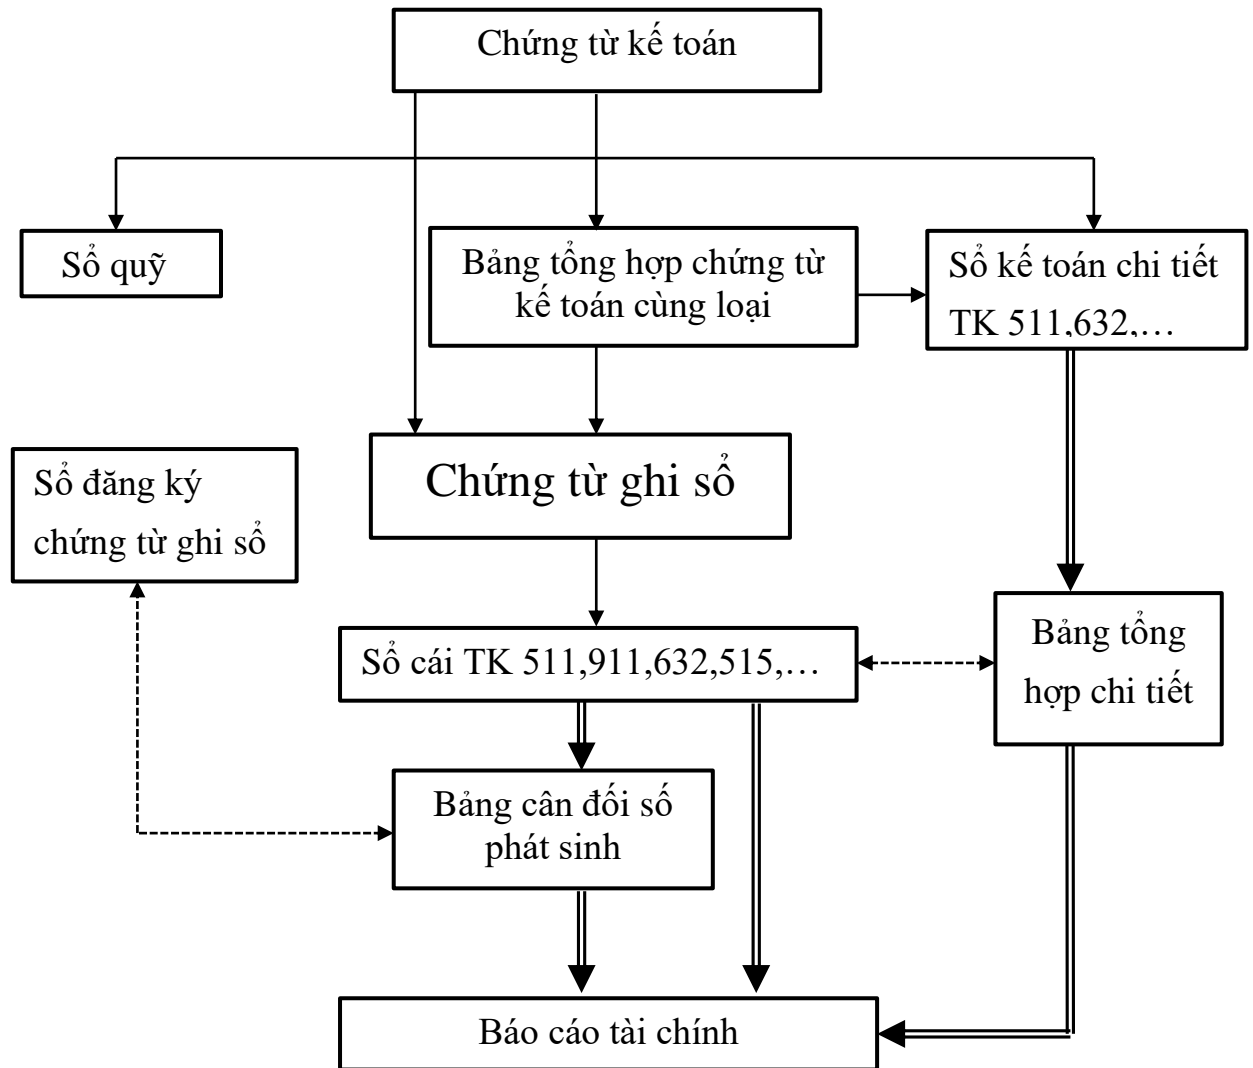 Chứng từ kế toán
Sổ quỹ
Bảng tổng hợp chứng từ
kế toán cùng loại
Sổ kế toán chi tiết
TK 511,632,…
Sổ đăng ký
chứng từ ghi sổ
Chứng từ ghi sổ
Sổ cái TK 511,911,632,515,…
Bảng tổng
hợp chi tiết
Bảng cân đối số
phát sinh
Báo cáo tài chính